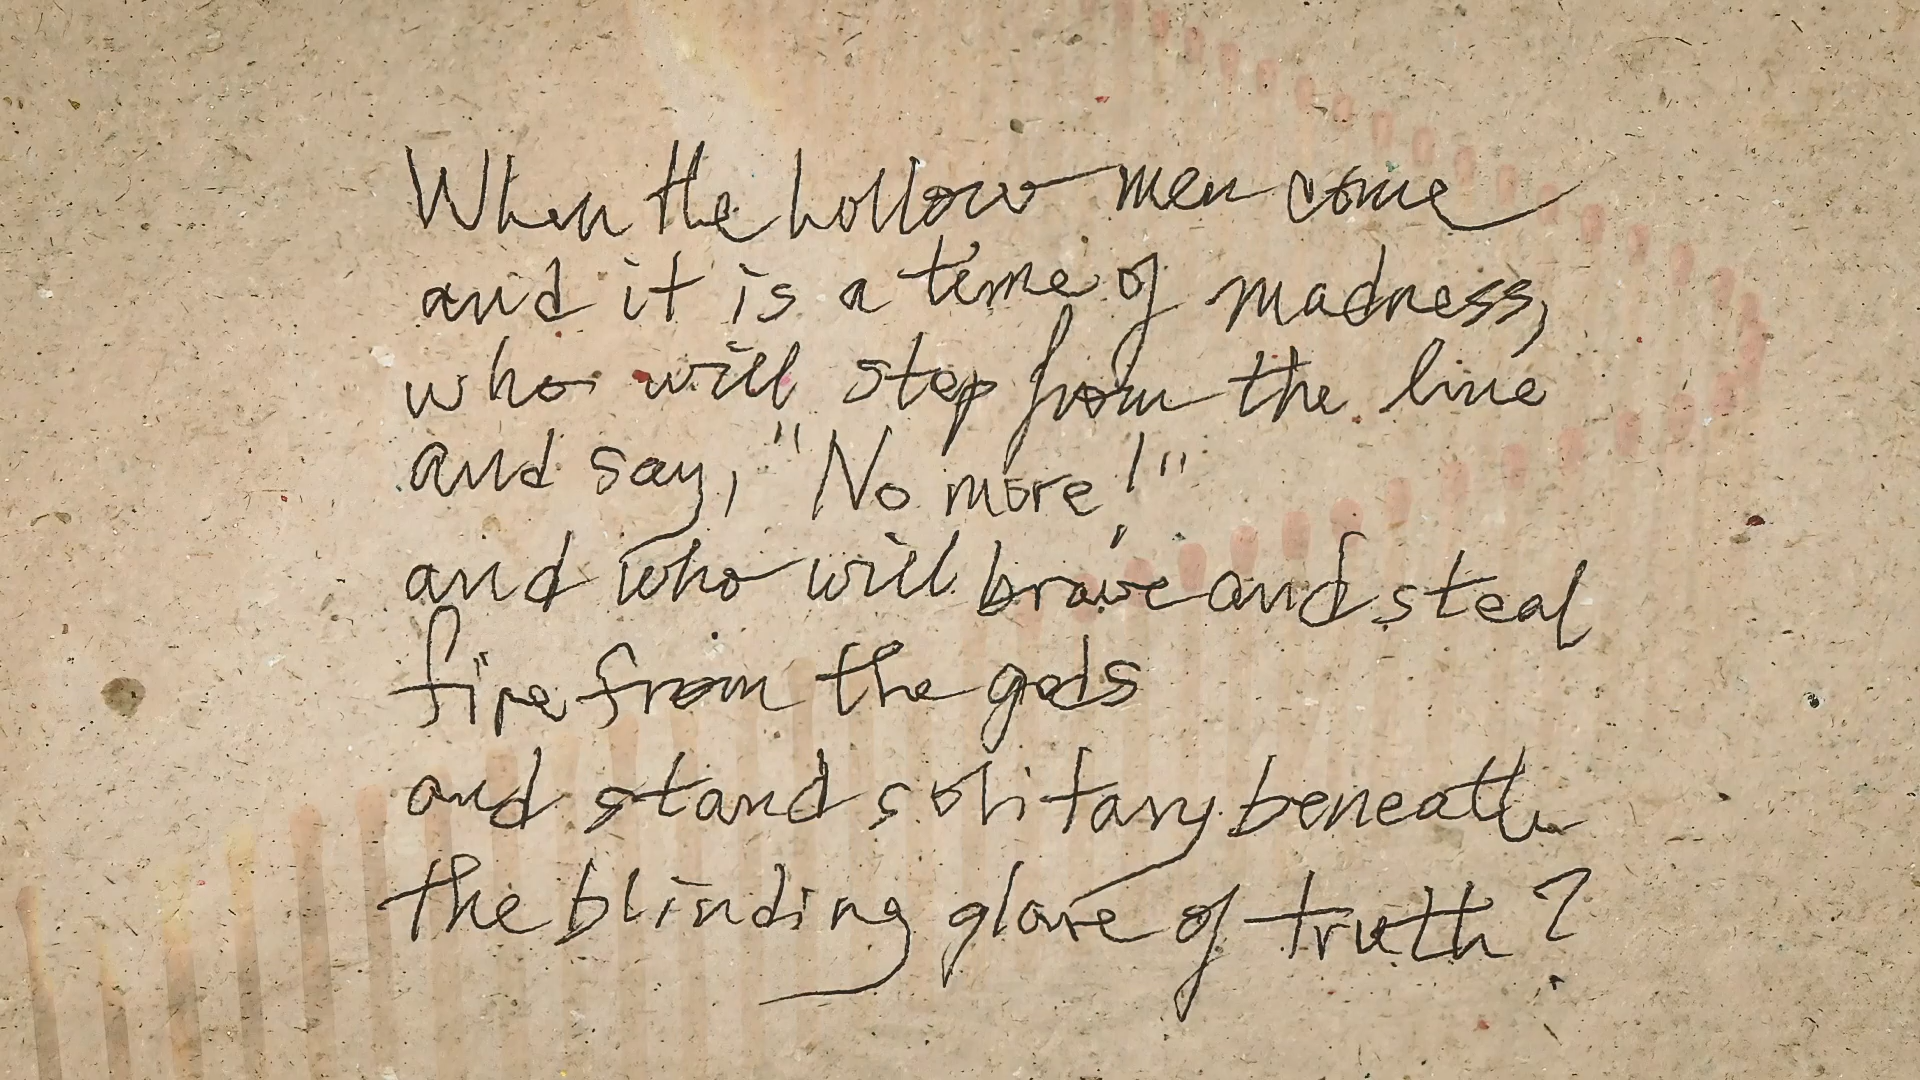 When the hollow men come
and it is a time of madness,
who will step from the line
and say, "No more!"
and who will brave and steal
fire from the gods
and stand solitary beneath
the blinding glare of truth?